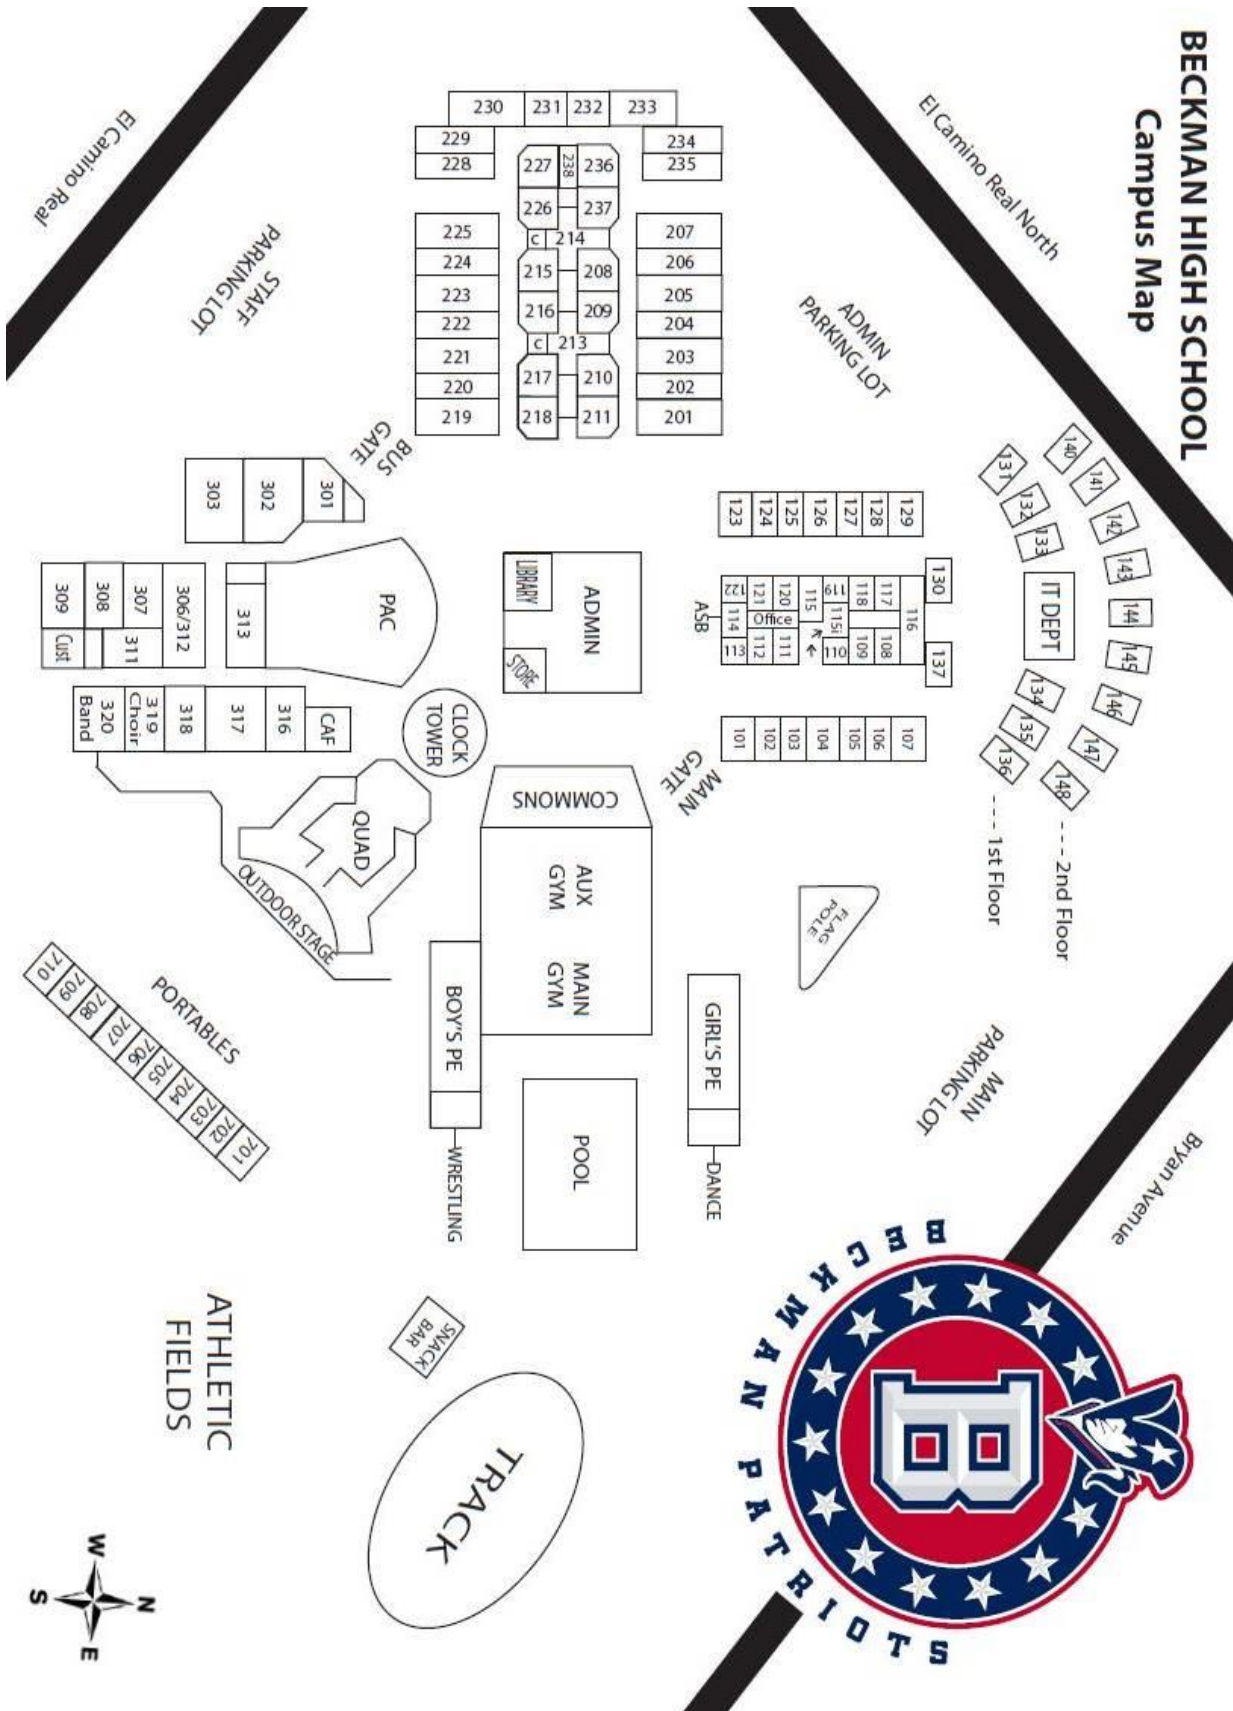 BECKMAN HIGH SCHOOL
Campus Map
El Camino Real North
El Camino Real
STAFF
PARKING LOT
ADMIN
PARKING LOT
230 231 232 233
229
228
234
235
227 238 236
226 237
C 214
215 208
216 209
C 213
217 210
218 211
225
224
223
222
221
220
219
207
206
205
204
203
202
201
BUS
GATE
303 302 301
PAC
313
309 308 307 306/312
Cust 311
320
Band
319
Choir
318 317 316 CAF
LIBRARY
ADMIN
STORE
CLOCK
TOWER
123 124 125 126 127 128 129
130
137
122 121 120 115 119 118 117 116
ASB
114 Office 115i
113 112 111 110 109 108
101 102 103 104 105 106 107
MAIN
GATE
131
132
133
IT DEPT
134
135
136
140
141
142
143
144
145
146
147
148
---- 1st Floor
---- 2nd Floor
COMMONS
AUX
GYM
MAIN
GYM
QUAD
OUTDOOR STAGE
FLAG
POLE
BOY'S PE
WRESTLING
GIRL'S PE
DANCE
POOL
PORTABLES
710 709 708 707 706 705 704 703 702 701
MAIN
PARKING LOT
Bryan Avenue
SNACK
BAR
TRACK
ATHLETIC
FIELDS
BECKMAN PATRIOTS
B
N
W
E
S